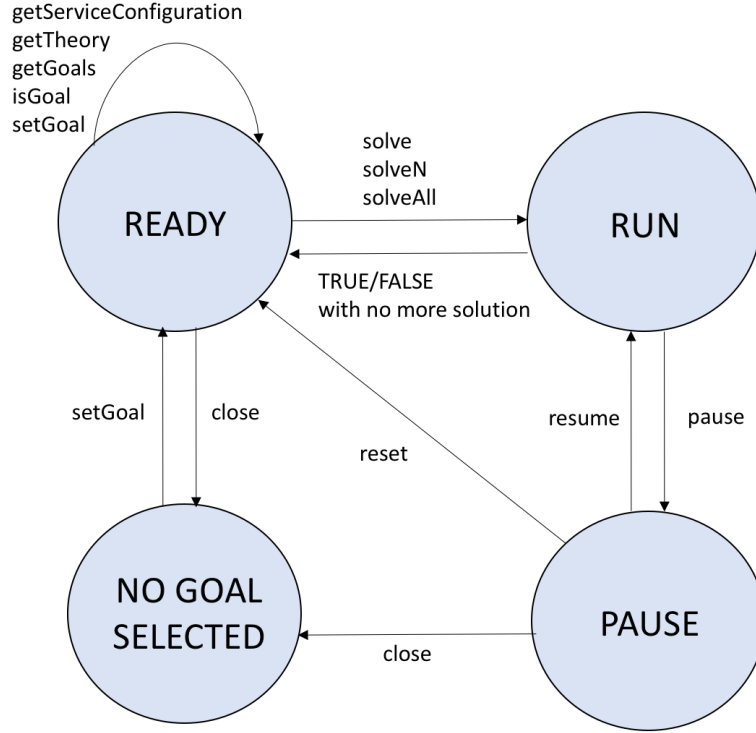 getServiceConfiguration
getTheory
getGoals
isGoal
setGoal
solve
solveN
solveAll
READY
RUN
TRUE/FALSE
with no more solution
setGoal
close
resume
pause
reset
NO GOAL
SELECTED
PAUSE
close